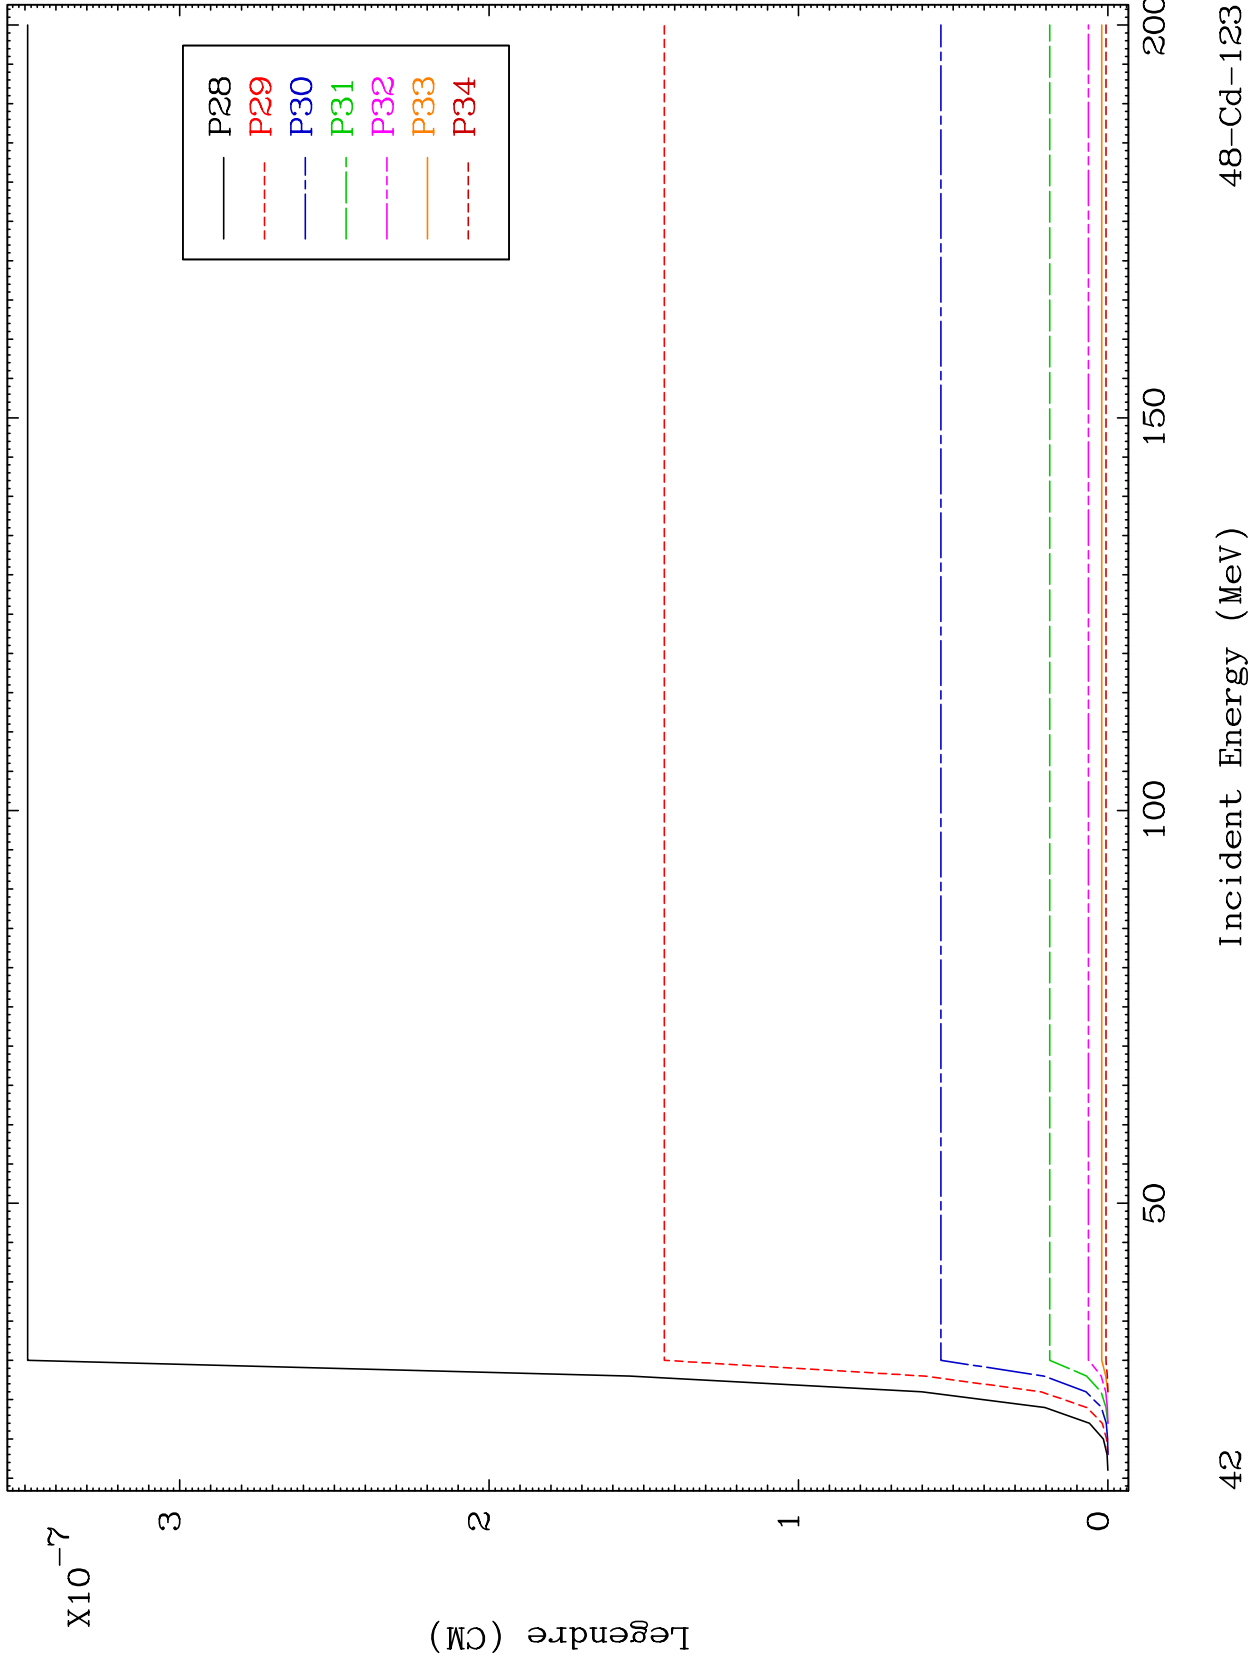 X10⁻⁷
Legendre (CM)
3
2
1
0
P28
P29
P30
P31
P32
P33
P34
50
100
150
200
Incident Energy (MeV)
42
48-Cd-123